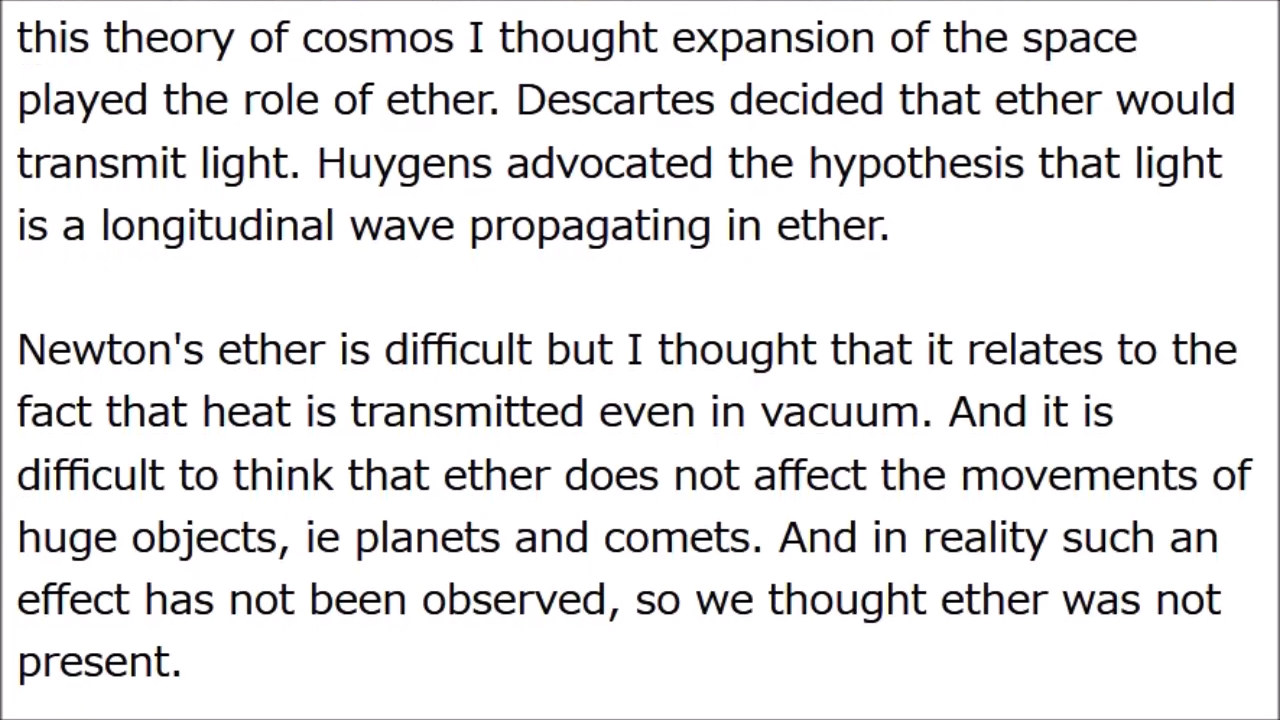 this theory of cosmos I thought expansion of the space
played the role of ether. Descartes decided that ether would
transmit light. Huygens advocated the hypothesis that light
is a longitudinal wave propagating in ether.
Newton's ether is difficult but I thought that it relates to the
fact that heat is transmitted even in vacuum. And it is
difficult to think that ether does not affect the movements of
huge objects, ie planets and comets. And in reality such an
effect has not been observed, so we thought ether was not
present.